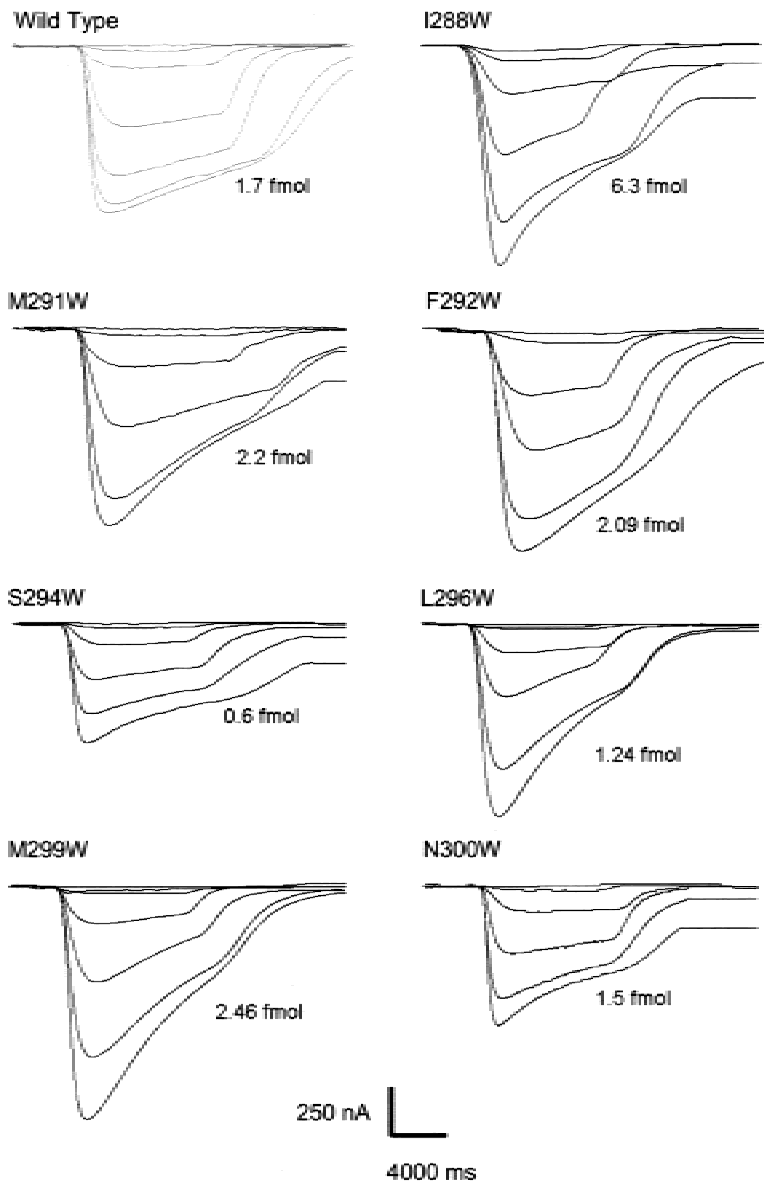 Wild Type
I288W
1.7 fmol
6.3 fmol
M291W
F292W
2.2 fmol
2.09 fmol
S294W
L296W
0.6 fmol
1.24 fmol
M299W
N300W
2.46 fmol
1.5 fmol
250 nA
4000 ms